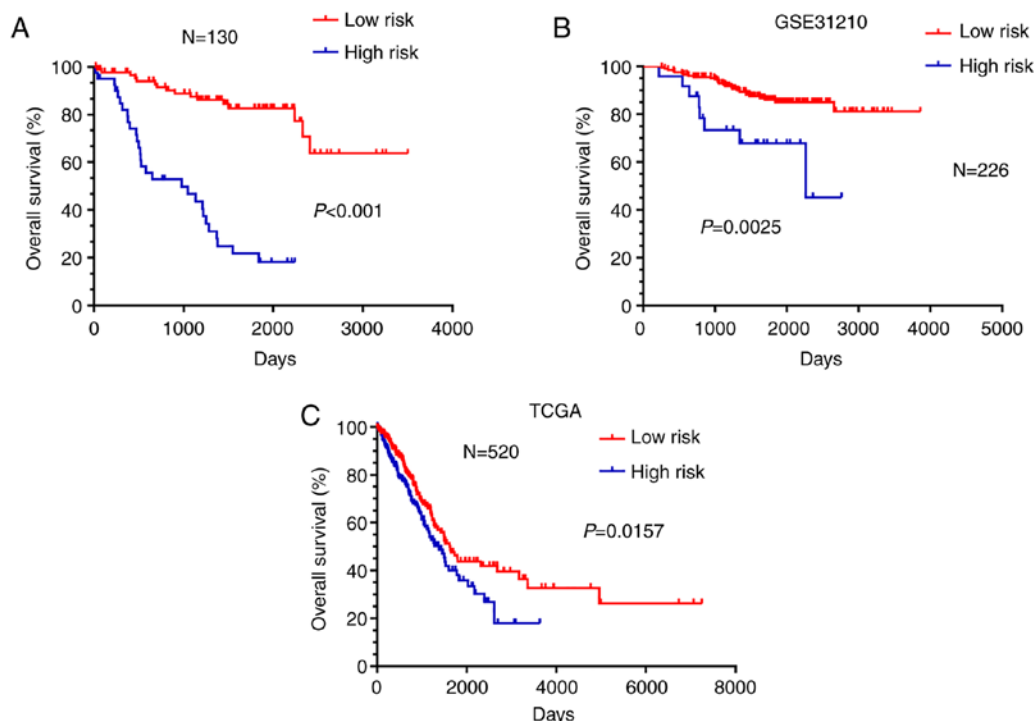 A
N=130
Low risk
High risk
Overall survival (%)
100
80
60
40
20
0
P<0.001
0 1000 2000 3000 4000
Days
B
GSE31210
Low risk
High risk
Overall survival (%)
100
80
60
40
20
0
N=226
P=0.0025
0 1000 2000 3000 4000 5000
Days
C
TCGA
N=520
Low risk
High risk
Overall survival (%)
100
80
60
40
20
0
P=0.0157
0 2000 4000 6000 8000
Days